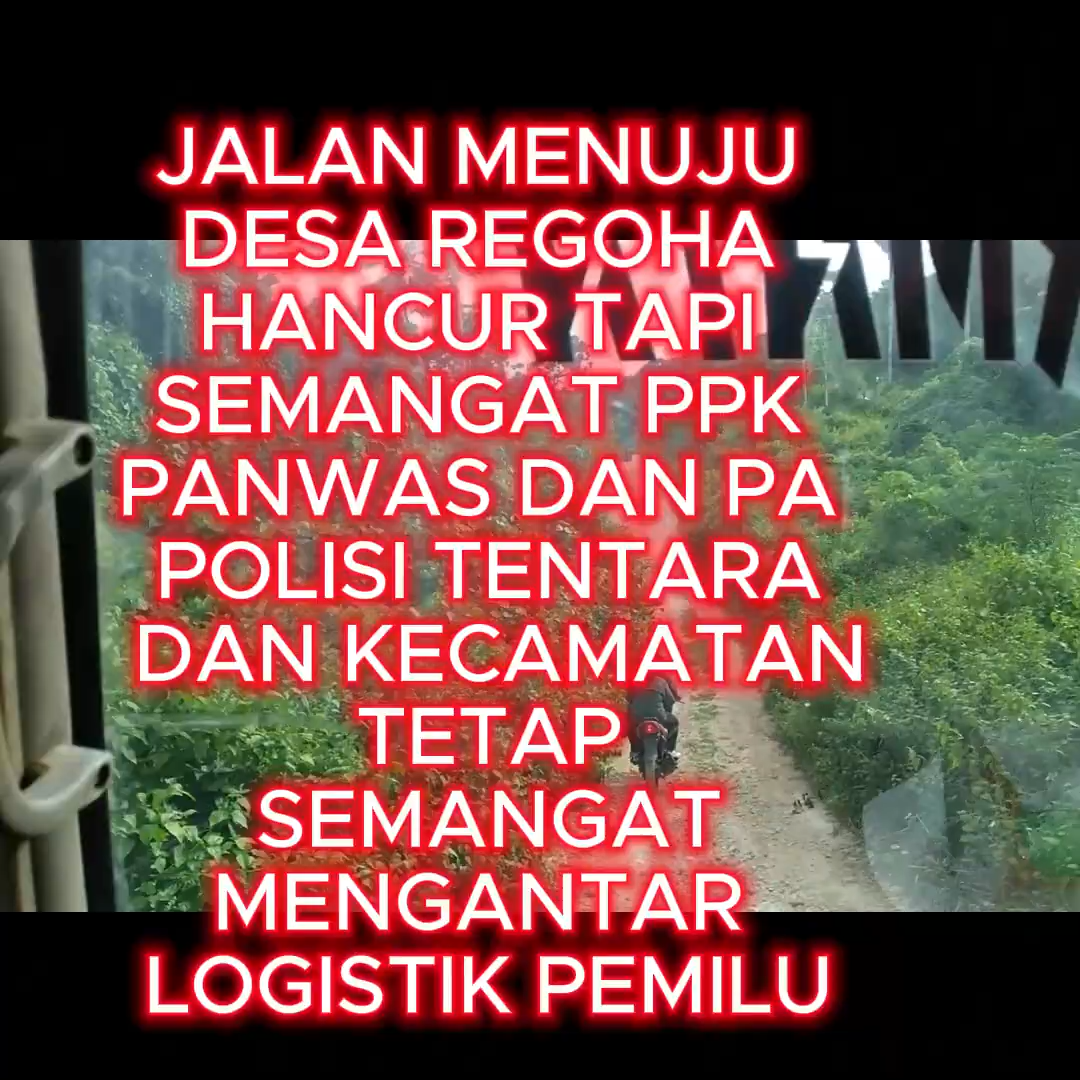 JALAN MENUJU
DESA REGOHA
HANCUR TAPI
SEMANGAT PPK
PANWAS DAN PA
POLISI TENTARA
DAN KECAMATAN
TETAP
SEMANGAT
MENGANTAR
LOGISTIK PEMILU